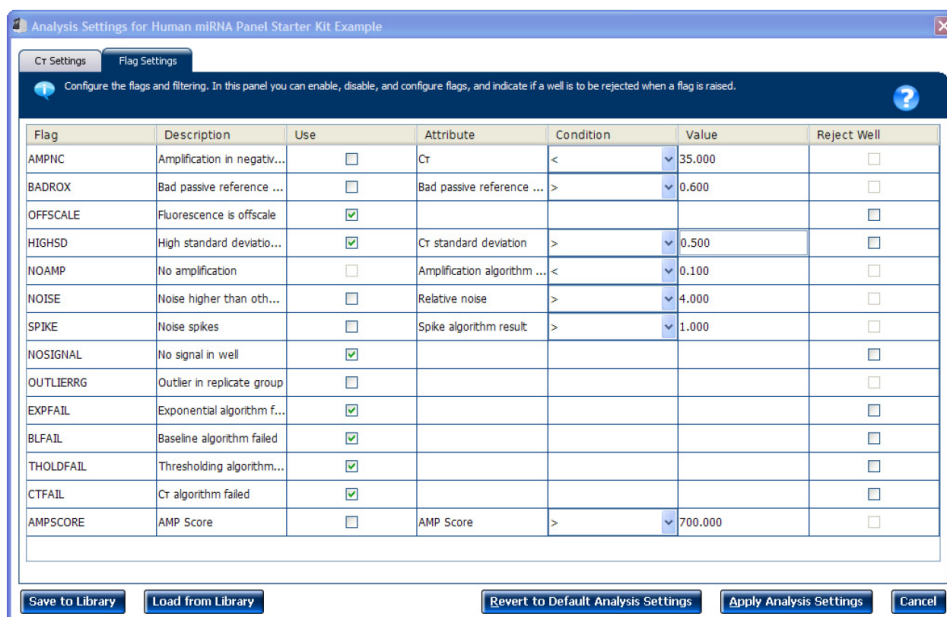 Analysis Settings for Human miRNA Panel Starter Kit Example
Cᴛ Settings Flag Settings
Configure the flags and filtering. In this panel you can enable, disable, and configure flags, and indicate if a well is to be rejected when a flag is raised.
Flag Description Use Attribute Condition Value Reject Well
AMPNC Amplification in negativ... Cᴛ < 35.000
BADROX Bad passive reference ... Bad passive reference ... > 0.600
OFFSCALE Fluorescence is offscale
HIGHSD High standard deviatio... Cᴛ standard deviation > 0.500
NOAMP No amplification Amplification algorithm ... < 0.100
NOISE Noise higher than oth... Relative noise > 4.000
SPIKE Noise spikes Spike algorithm result > 1.000
NOSIGNAL No signal in well
OUTLIERRG Outlier in replicate group
EXPFAIL Exponential algorithm f...
BLFAIL Baseline algorithm failed
THOLDFAIL Thresholding algorithm...
CTFAIL Cᴛ algorithm failed
AMPSCORE AMP Score AMP Score > 700.000
Save to Library Load from Library Revert to Default Analysis Settings Apply Analysis Settings Cancel